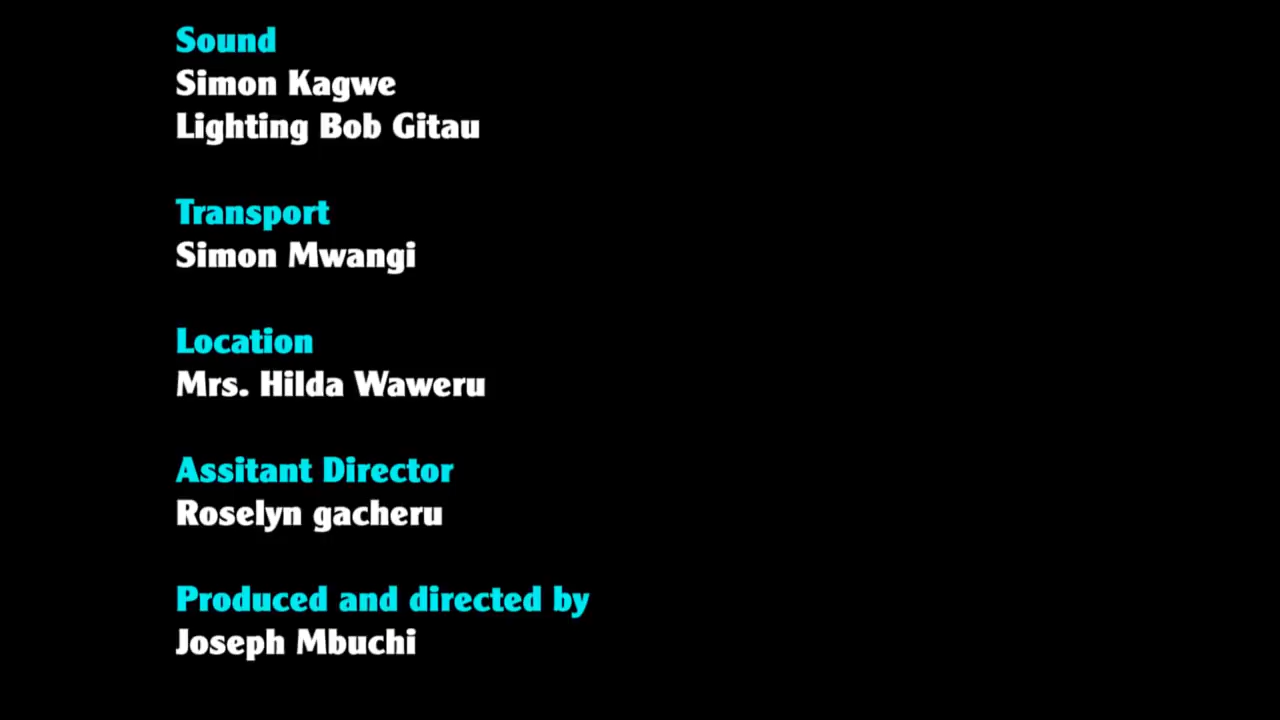 Sound
Simon Kagwe
Lighting Bob Gitau
Transport
Simon Mwangi
Location
Mrs. Hilda Waweru
Assitant Director
Roselyn gacheru
Produced and directed by
Joseph Mbuchi